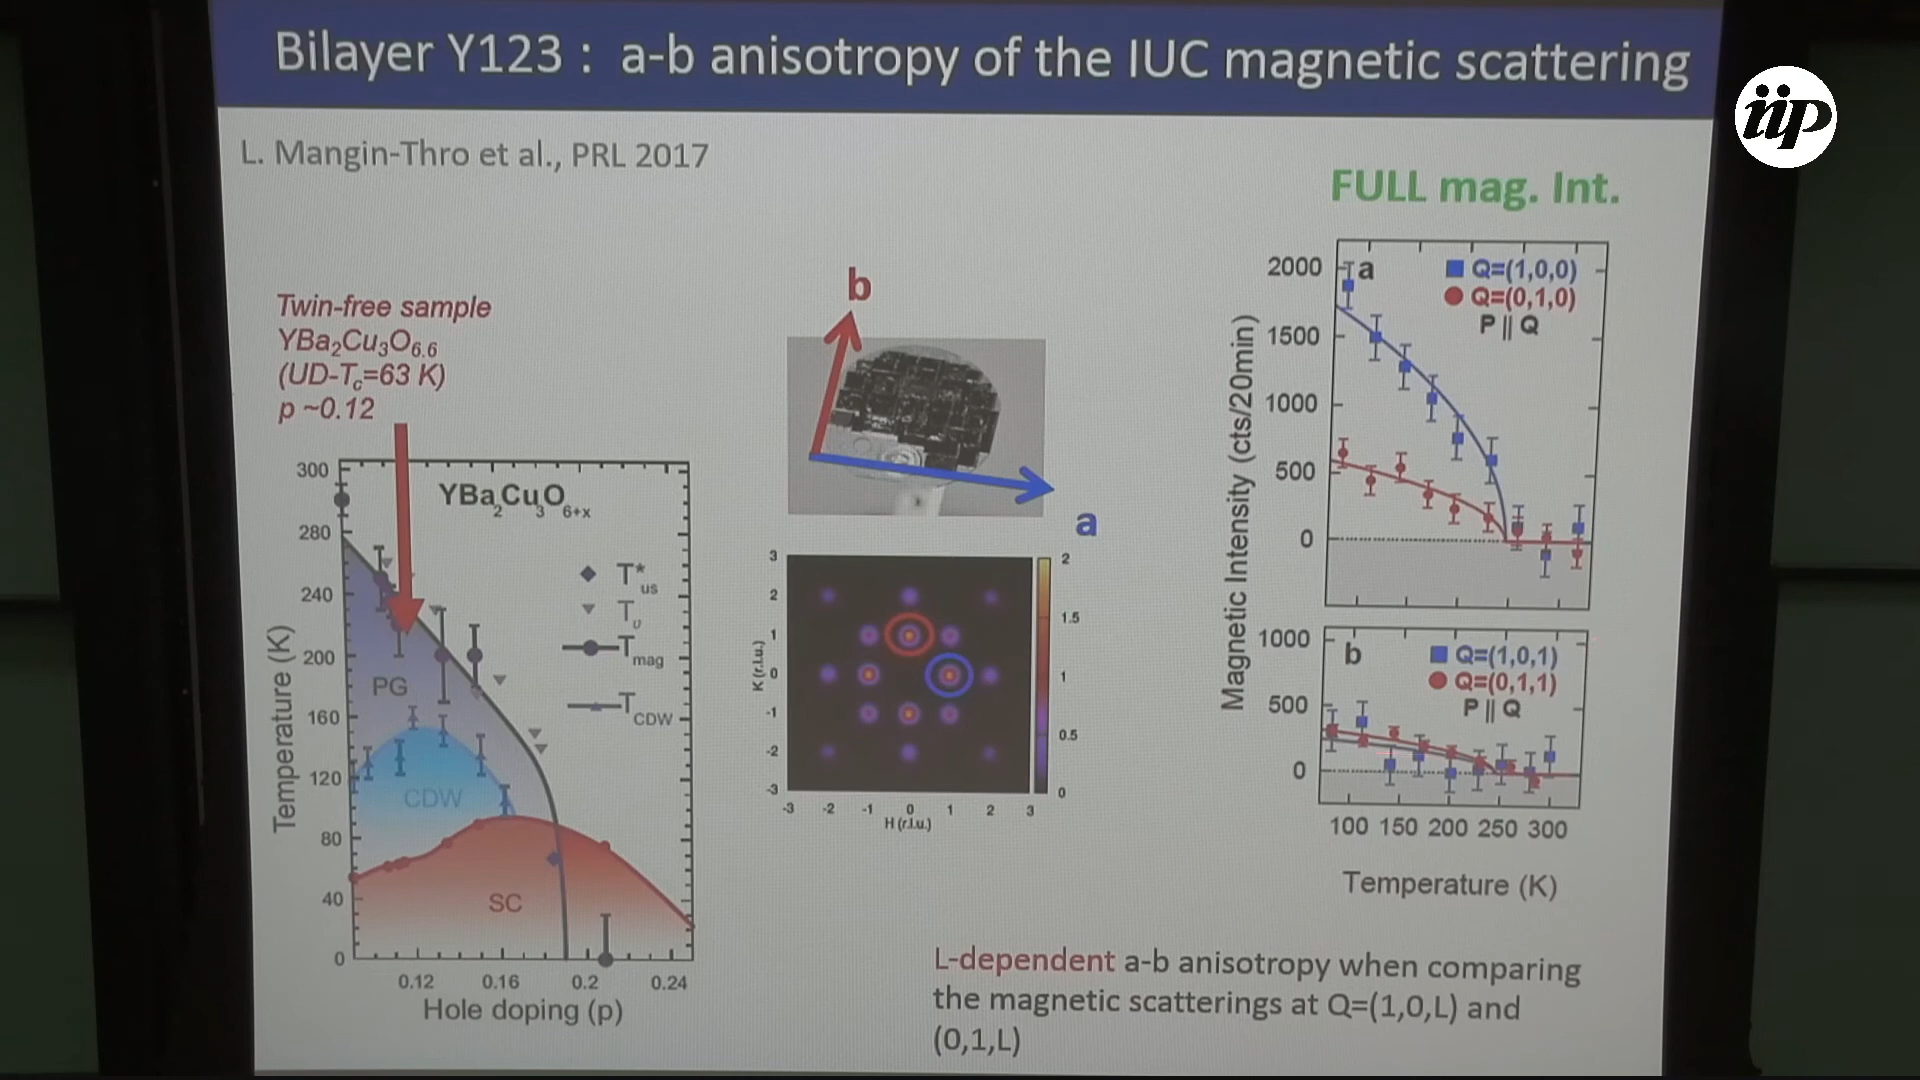 Bilayer Y123 : a-b anisotropy of the IUC magnetic scattering
iip
L. Mangin-Thro et al., PRL 2017
FULL mag. Int.
Twin-free sample
YBa2Cu3O6.6
(UD-Tc=63 K)
p ~0.12
300
280
240
200
160
120
80
40
0
Temperature (K)
YBa2Cu3O6+x
T*us
Tυ
Tmag
TCDW
PG
CDW
SC
0.12 0.16 0.2 0.24
Hole doping (p)
b
a
3
2
1
0
-1
-2
-3
K (r.l.u.)
-3 -2 -1 0 1 2 3
H (r.l.u.)
2
1.5
1
0.5
0
Magnetic Intensity (cts/20min)
2000
1500
1000
500
0
a
Q=(1,0,0)
Q=(0,1,0)
P || Q
1000
500
0
b
Q=(1,0,1)
Q=(0,1,1)
P || Q
100 150 200 250 300
Temperature (K)
L-dependent a-b anisotropy when comparing
the magnetic scatterings at Q=(1,0,L) and
(0,1,L)